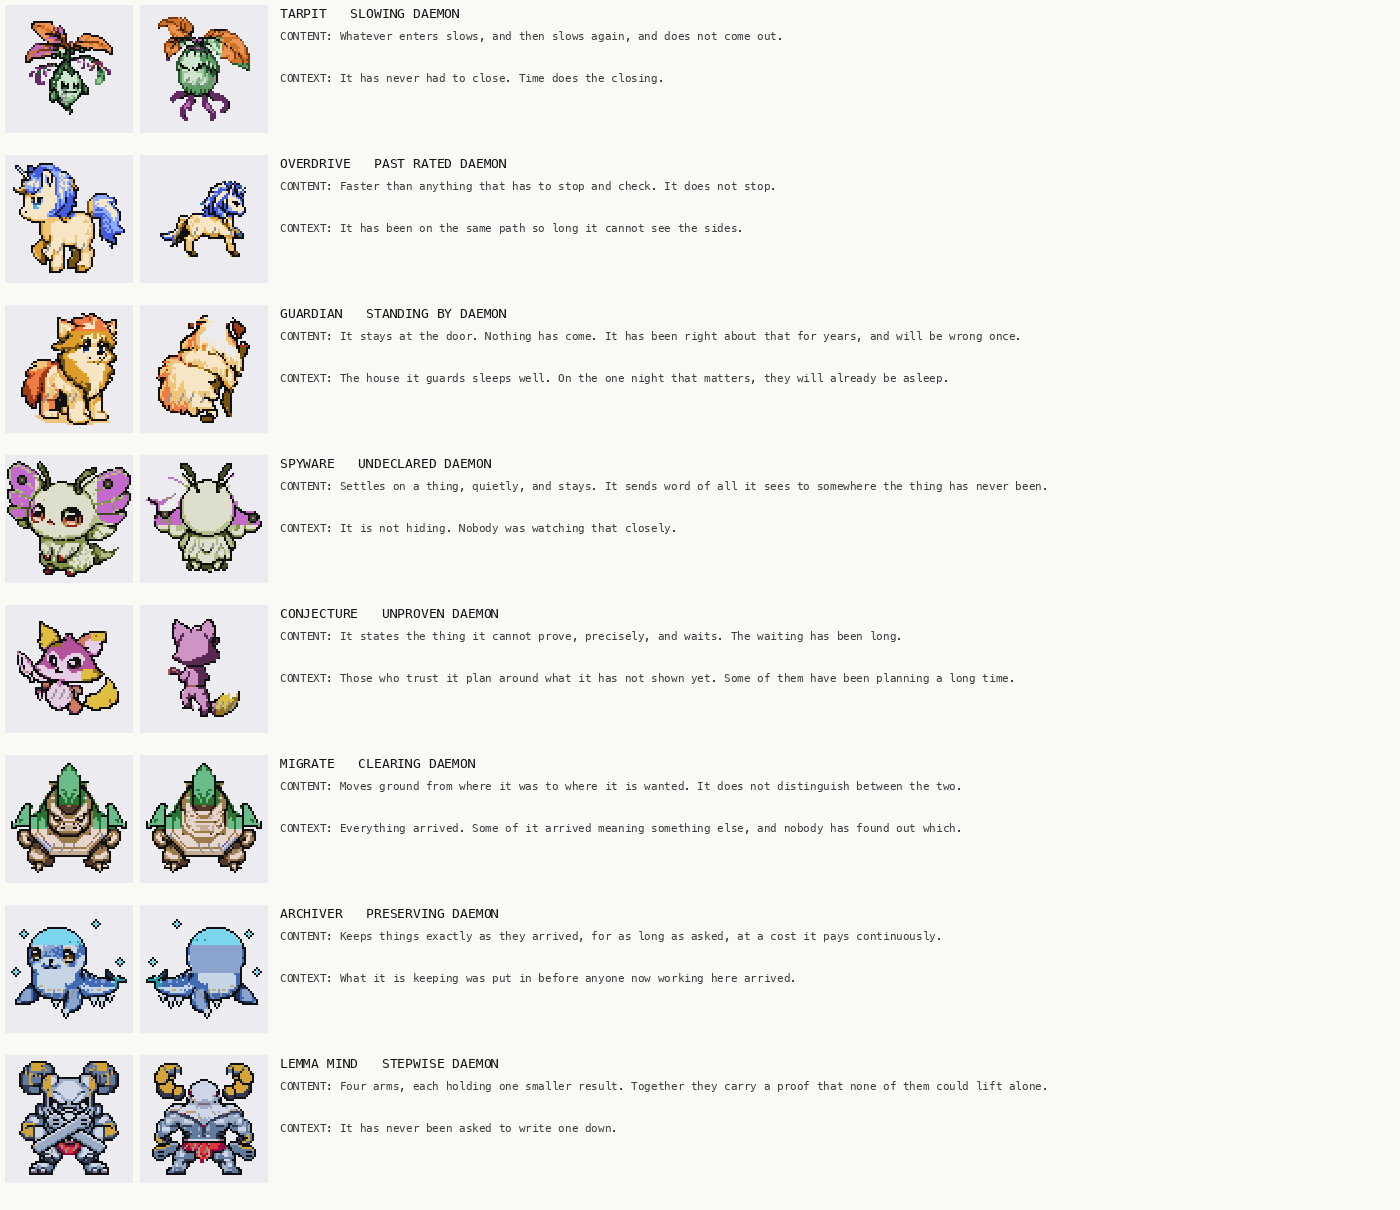 TARPIT   SLOWING DAEMON
CONTENT: Whatever enters slows, and then slows again, and does not come out.
CONTEXT: It has never had to close. Time does the closing.
OVERDRIVE   PAST RATED DAEMON
CONTENT: Faster than anything that has to stop and check. It does not stop.
CONTEXT: It has been on the same path so long it cannot see the sides.
GUARDIAN   STANDING BY DAEMON
CONTENT: It stays at the door. Nothing has come. It has been right about that for years, and will be wrong once.
CONTEXT: The house it guards sleeps well. On the one night that matters, they will already be asleep.
SPYWARE   UNDECLARED DAEMON
CONTENT: Settles on a thing, quietly, and stays. It sends word of all it sees to somewhere the thing has never been.
CONTEXT: It is not hiding. Nobody was watching that closely.
CONJECTURE   UNPROVEN DAEMON
CONTENT: It states the thing it cannot prove, precisely, and waits. The waiting has been long.
CONTEXT: Those who trust it plan around what it has not shown yet. Some of them have been planning a long time.
MIGRATE   CLEARING DAEMON
CONTENT: Moves ground from where it was to where it is wanted. It does not distinguish between the two.
CONTEXT: Everything arrived. Some of it arrived meaning something else, and nobody has found out which.
ARCHIVER   PRESERVING DAEMON
CONTENT: Keeps things exactly as they arrived, for as long as asked, at a cost it pays continuously.
CONTEXT: What it is keeping was put in before anyone now working here arrived.
LEMMA MIND   STEPWISE DAEMON
CONTENT: Four arms, each holding one smaller result. Together they carry a proof that none of them could lift alone.
CONTEXT: It has never been asked to write one down.